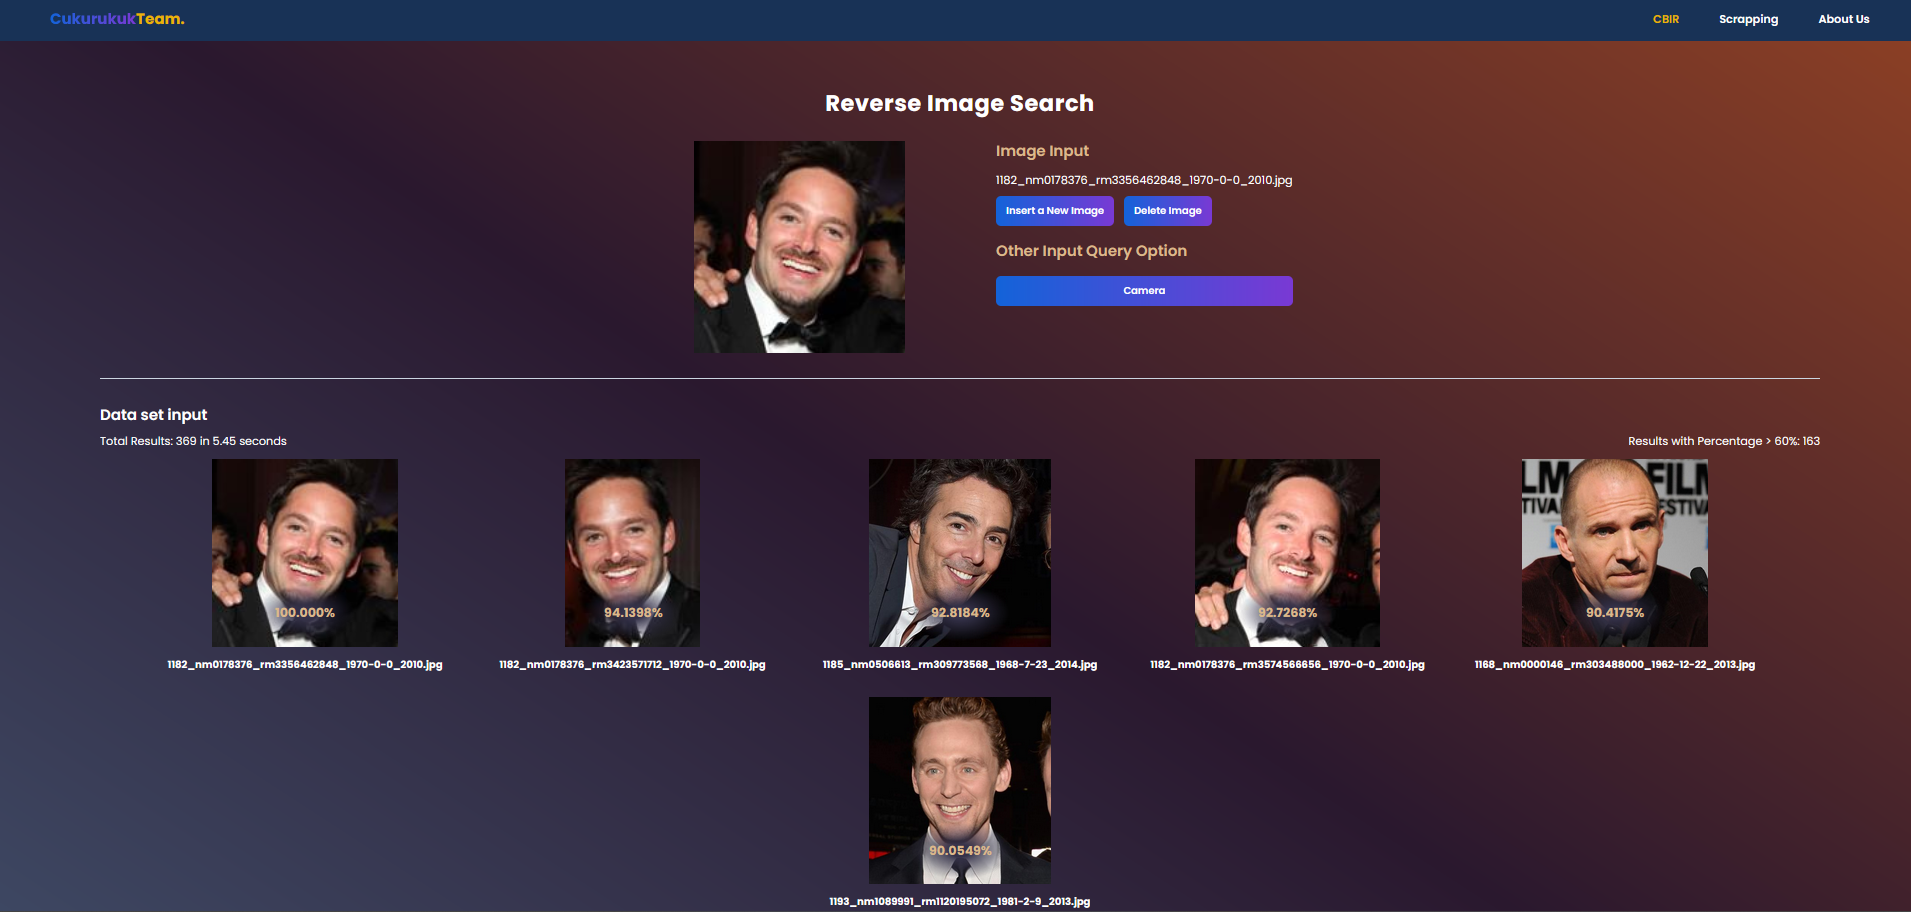 CukurukukTeam.
CBIR Scrapping About Us
Reverse Image Search
Image Input
1182_nm0178376_rm3356462848_1970-0-0_2010.jpg
Insert a New Image Delete Image
Other Input Query Option
Camera
Data set input
Total Results: 369 in 5.45 seconds
Results with Percentage > 60%: 163
LM FILM
STIVA ESTIV
100.000% 94.1398% 92.8184% 92.7268% 90.4175%
1182_nm0178376_rm3356462848_1970-0-0_2010.jpg 1182_nm0178376_rm3423571712_1970-0-0_2010.jpg 1185_nm0506613_rm309773568_1968-7-23_2014.jpg 1182_nm0178376_rm3574566656_1970-0-0_2010.jpg 1168_nm0000146_rm303488000_1962-12-22_2013.jpg
90.0549%
1193_nm1089991_rm1120195072_1981-2-9_2013.jpg